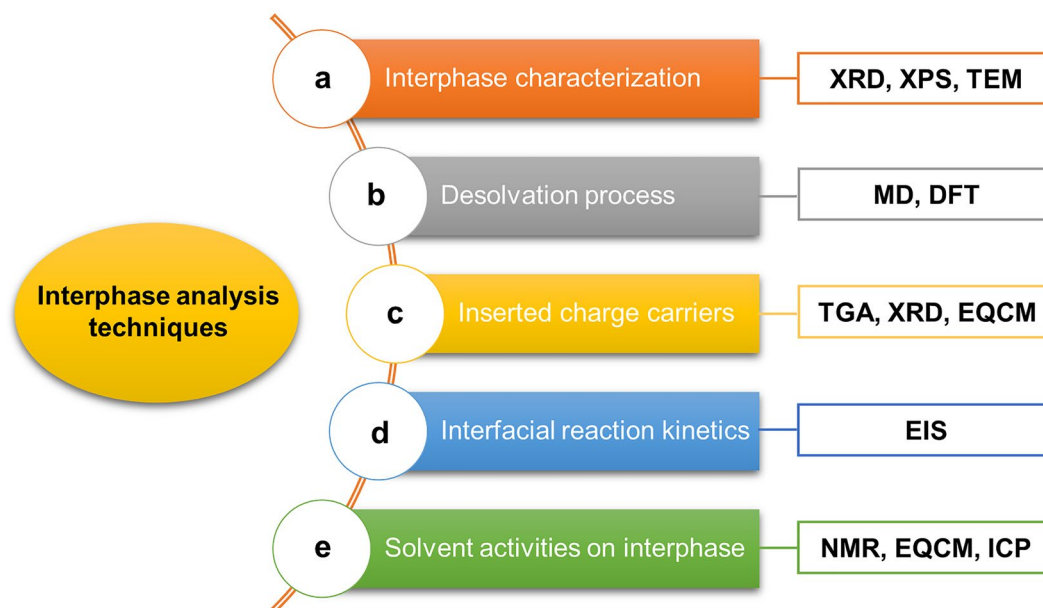 Interphase analysis
techniques
a
Interphase characterization
XRD, XPS, TEM
b
Desolvation process
MD, DFT
c
Inserted charge carriers
TGA, XRD, EQCM
d
Interfacial reaction kinetics
EIS
e
Solvent activities on interphase
NMR, EQCM, ICP